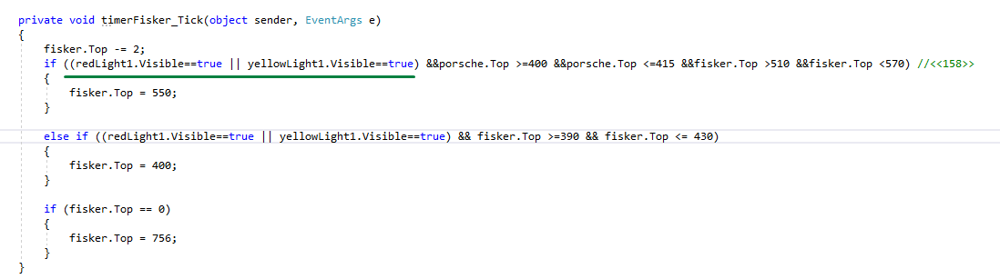 private void timerFisker_Tick(object sender, EventArgs e)
{
fisker.Top -= 2;
if ((redLight1.Visible==true || yellowLight1.Visible==true) &&porsche.Top >=400 &&porsche.Top <=415 &&fisker.Top >510 &&fisker.Top <570) //<<158>>
{
fisker.Top = 550;
}
else if ((redLight1.Visible==true || yellowLight1.Visible==true) && fisker.Top >=390 && fisker.Top <= 430)
{
fisker.Top = 400;
}
if (fisker.Top == 0)
{
fisker.Top = 756;
}
}